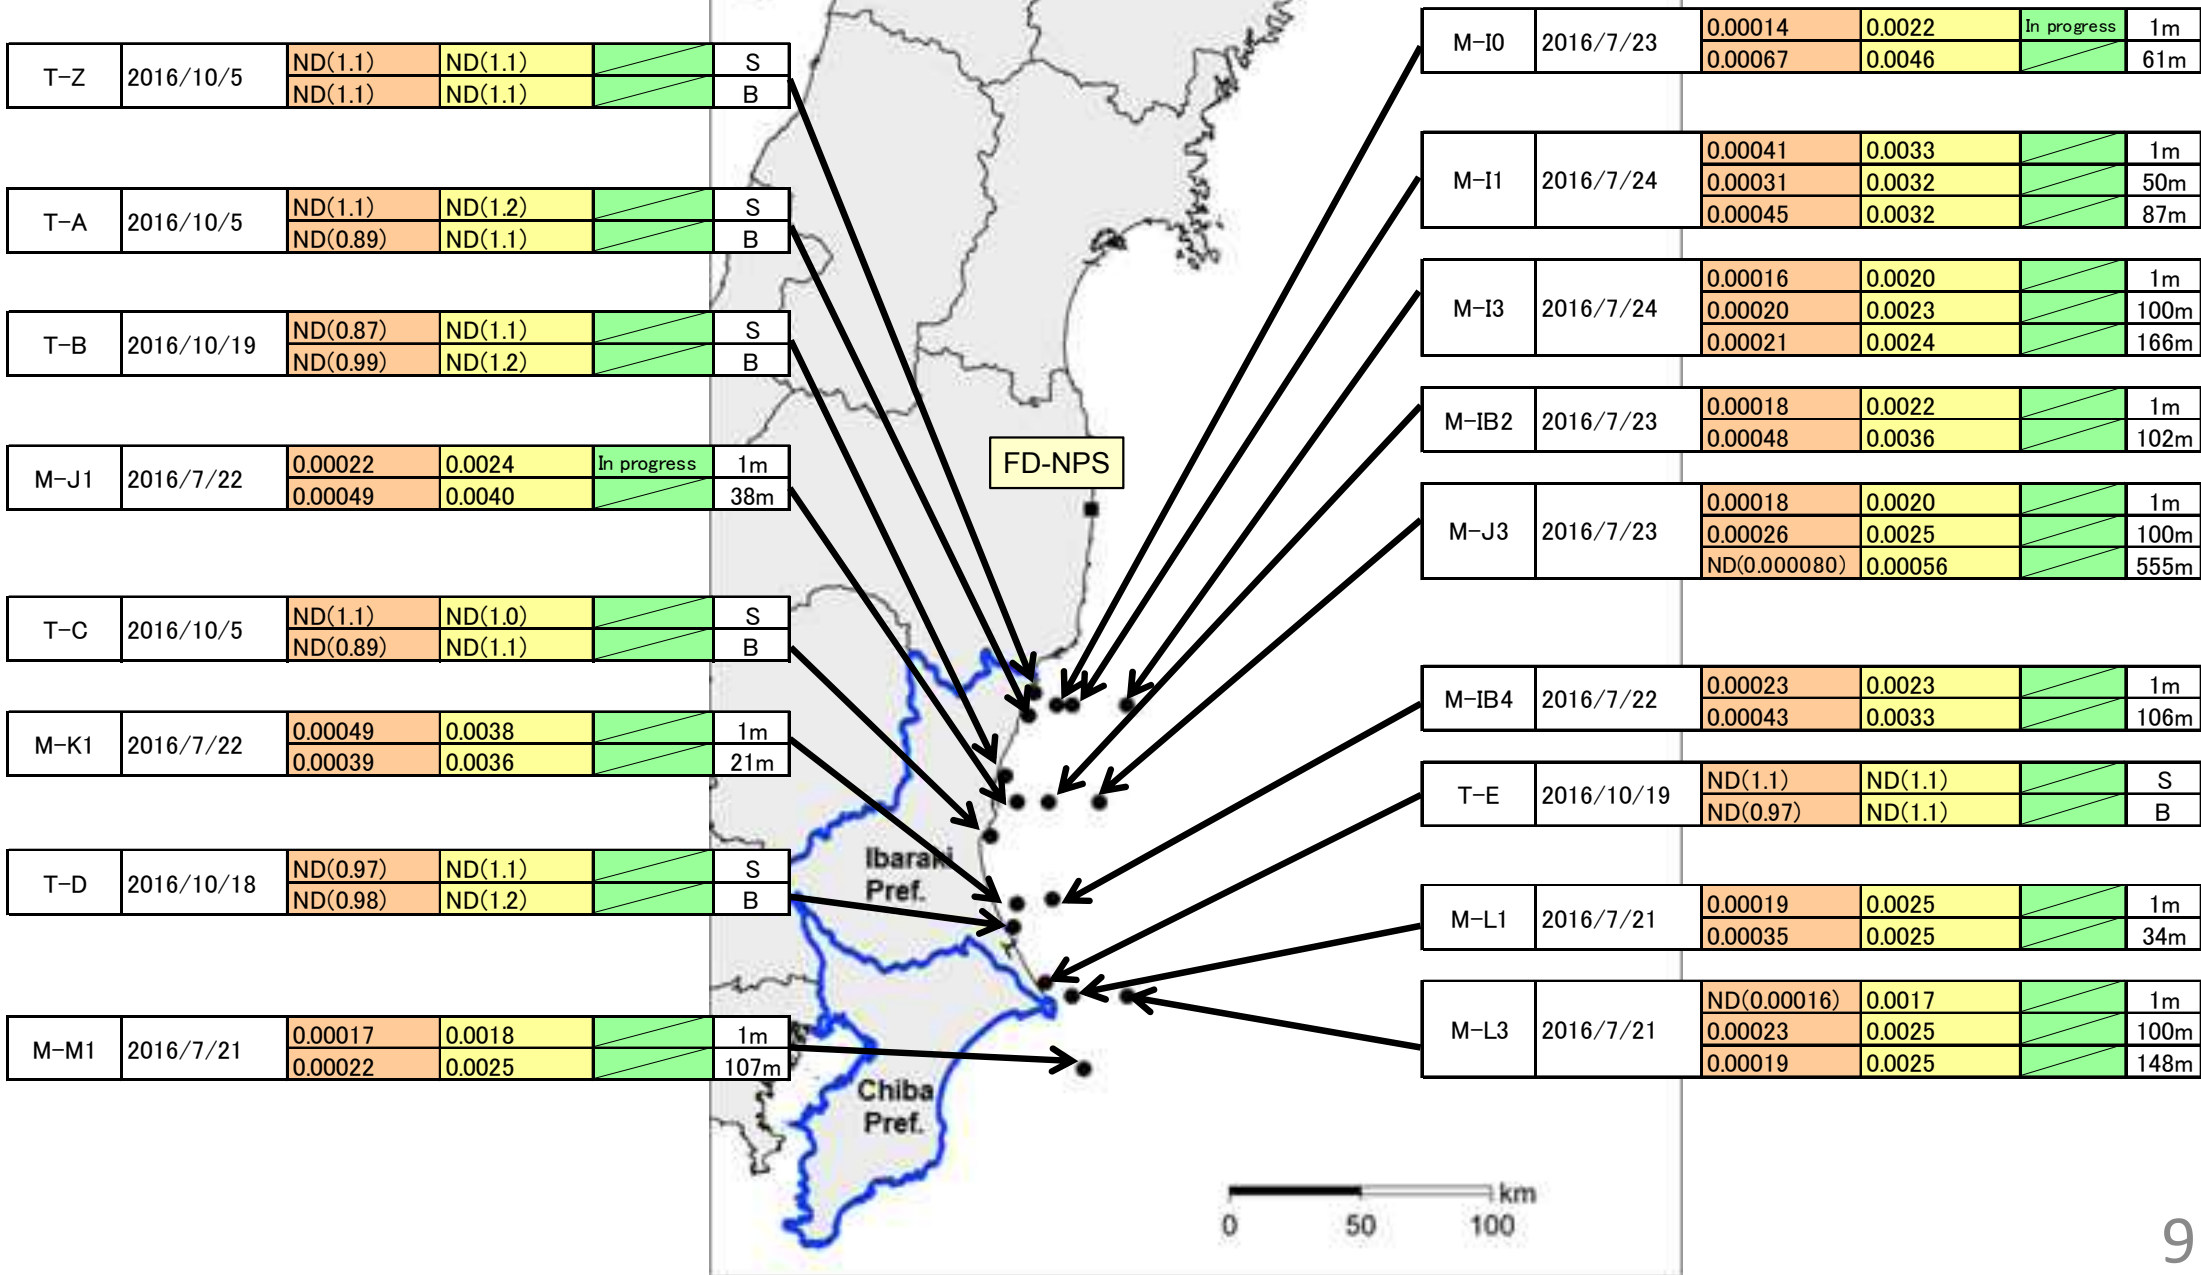 T-Z 2016/10/5 ND(1.1) ND(1.1) S
ND(1.1) ND(1.1) B
T-A 2016/10/5 ND(1.1) ND(1.2) S
ND(0.89) ND(1.1) B
T-B 2016/10/19 ND(0.87) ND(1.1) S
ND(0.99) ND(1.2) B
M-J1 2016/7/22 0.00022 0.0024 In progress 1m
0.00049 0.0040 38m
T-C 2016/10/5 ND(1.1) ND(1.0) S
ND(0.89) ND(1.1) B
M-K1 2016/7/22 0.00049 0.0038 1m
0.00039 0.0036 21m
T-D 2016/10/18 ND(0.97) ND(1.1) S
ND(0.98) ND(1.2) B
M-M1 2016/7/21 0.00017 0.0018 1m
0.00022 0.0025 107m
FD-NPS
Ibaraki
Pref.
Chiba
Pref.
km
0 50 100
M-I0 2016/7/23 0.00014 0.0022 In progress 1m
0.00067 0.0046 61m
M-I1 2016/7/24 0.00041 0.0033 1m
0.00031 0.0032 50m
0.00045 0.0032 87m
M-I3 2016/7/24 0.00016 0.0020 1m
0.00020 0.0023 100m
0.00021 0.0024 166m
M-IB2 2016/7/23 0.00018 0.0022 1m
0.00048 0.0036 102m
M-J3 2016/7/23 0.00018 0.0020 1m
0.00026 0.0025 100m
ND(0.000080) 0.00056 555m
M-IB4 2016/7/22 0.00023 0.0023 1m
0.00043 0.0033 106m
T-E 2016/10/19 ND(1.1) ND(1.1) S
ND(0.97) ND(1.1) B
M-L1 2016/7/21 0.00019 0.0025 1m
0.00035 0.0025 34m
M-L3 2016/7/21 ND(0.00016) 0.0017 1m
0.00023 0.0025 100m
0.00019 0.0025 148m
9